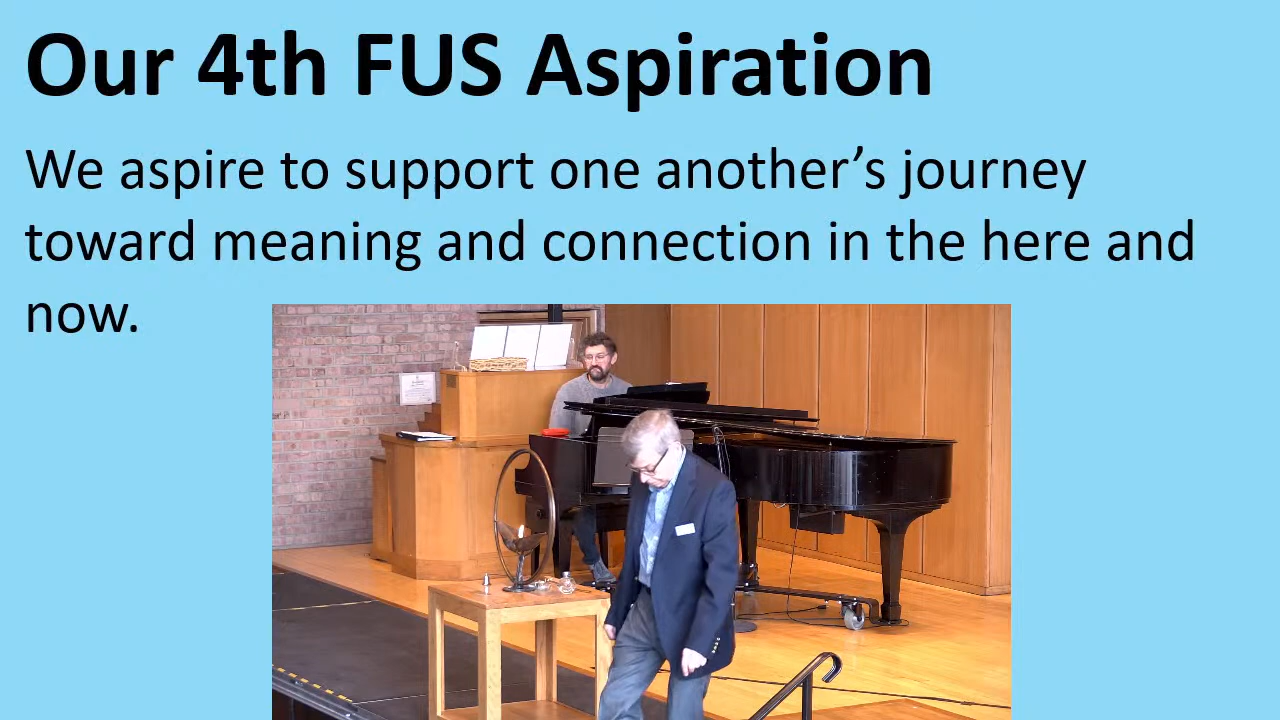 Our 4th FUS Aspiration
We aspire to support one another’s journey
toward meaning and connection in the here and
now.